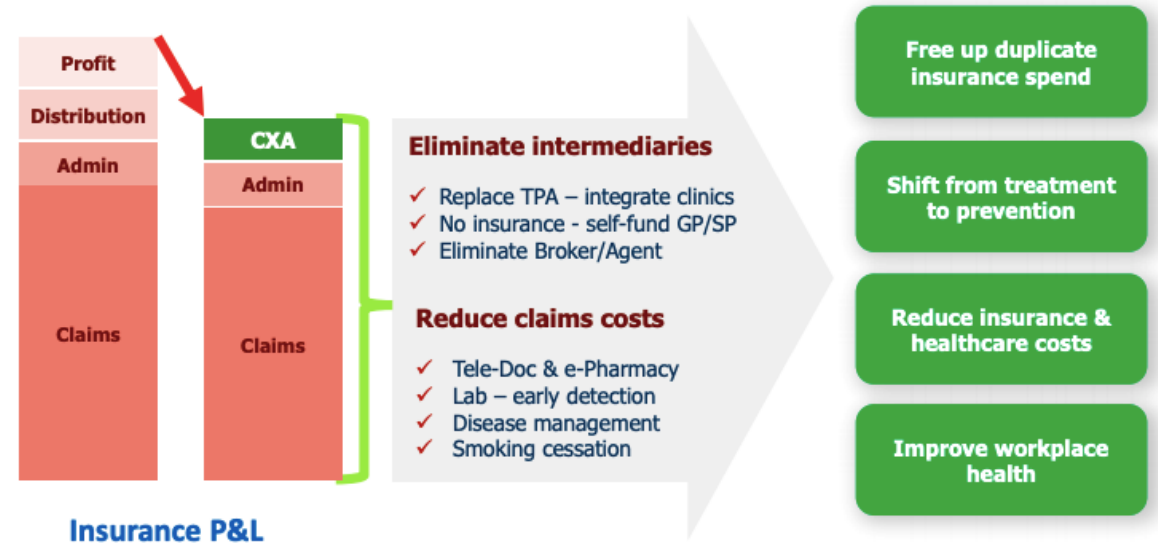 Profit
Distribution
Admin
Claims
CXA
Admin
Claims
Insurance P&L
Eliminate intermediaries
✓ Replace TPA – integrate clinics
✓ No insurance - self-fund GP/SP
✓ Eliminate Broker/Agent
Reduce claims costs
✓ Tele-Doc & e-Pharmacy
✓ Lab – early detection
✓ Disease management
✓ Smoking cessation
Free up duplicate
insurance spend
Shift from treatment
to prevention
Reduce insurance &
healthcare costs
Improve workplace
health